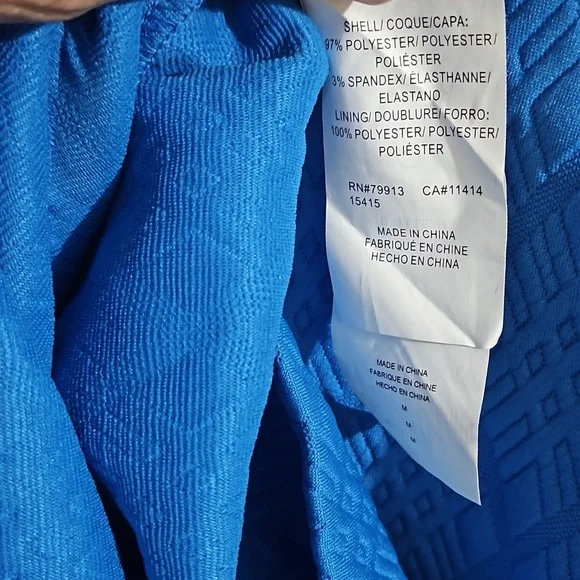 SHELL/ COQUE/CAPA:
97% POLYESTER/ POLYESTER/
POLIÉSTER
3% SPANDEX/ ÉLASTHANNE/
ELASTANO
LINING/ DOUBLURE/ FORRO:
100% POLYESTER/ POLYESTER/
POLIÉSTER
RN#79913 CA#11414
15415
MADE IN CHINA
FABRIQUÉ EN CHINE
HECHO EN CHINA
MADE IN CHINA
FABRIQUE EN CHINE
HECHO EN CHINA
M
M
M